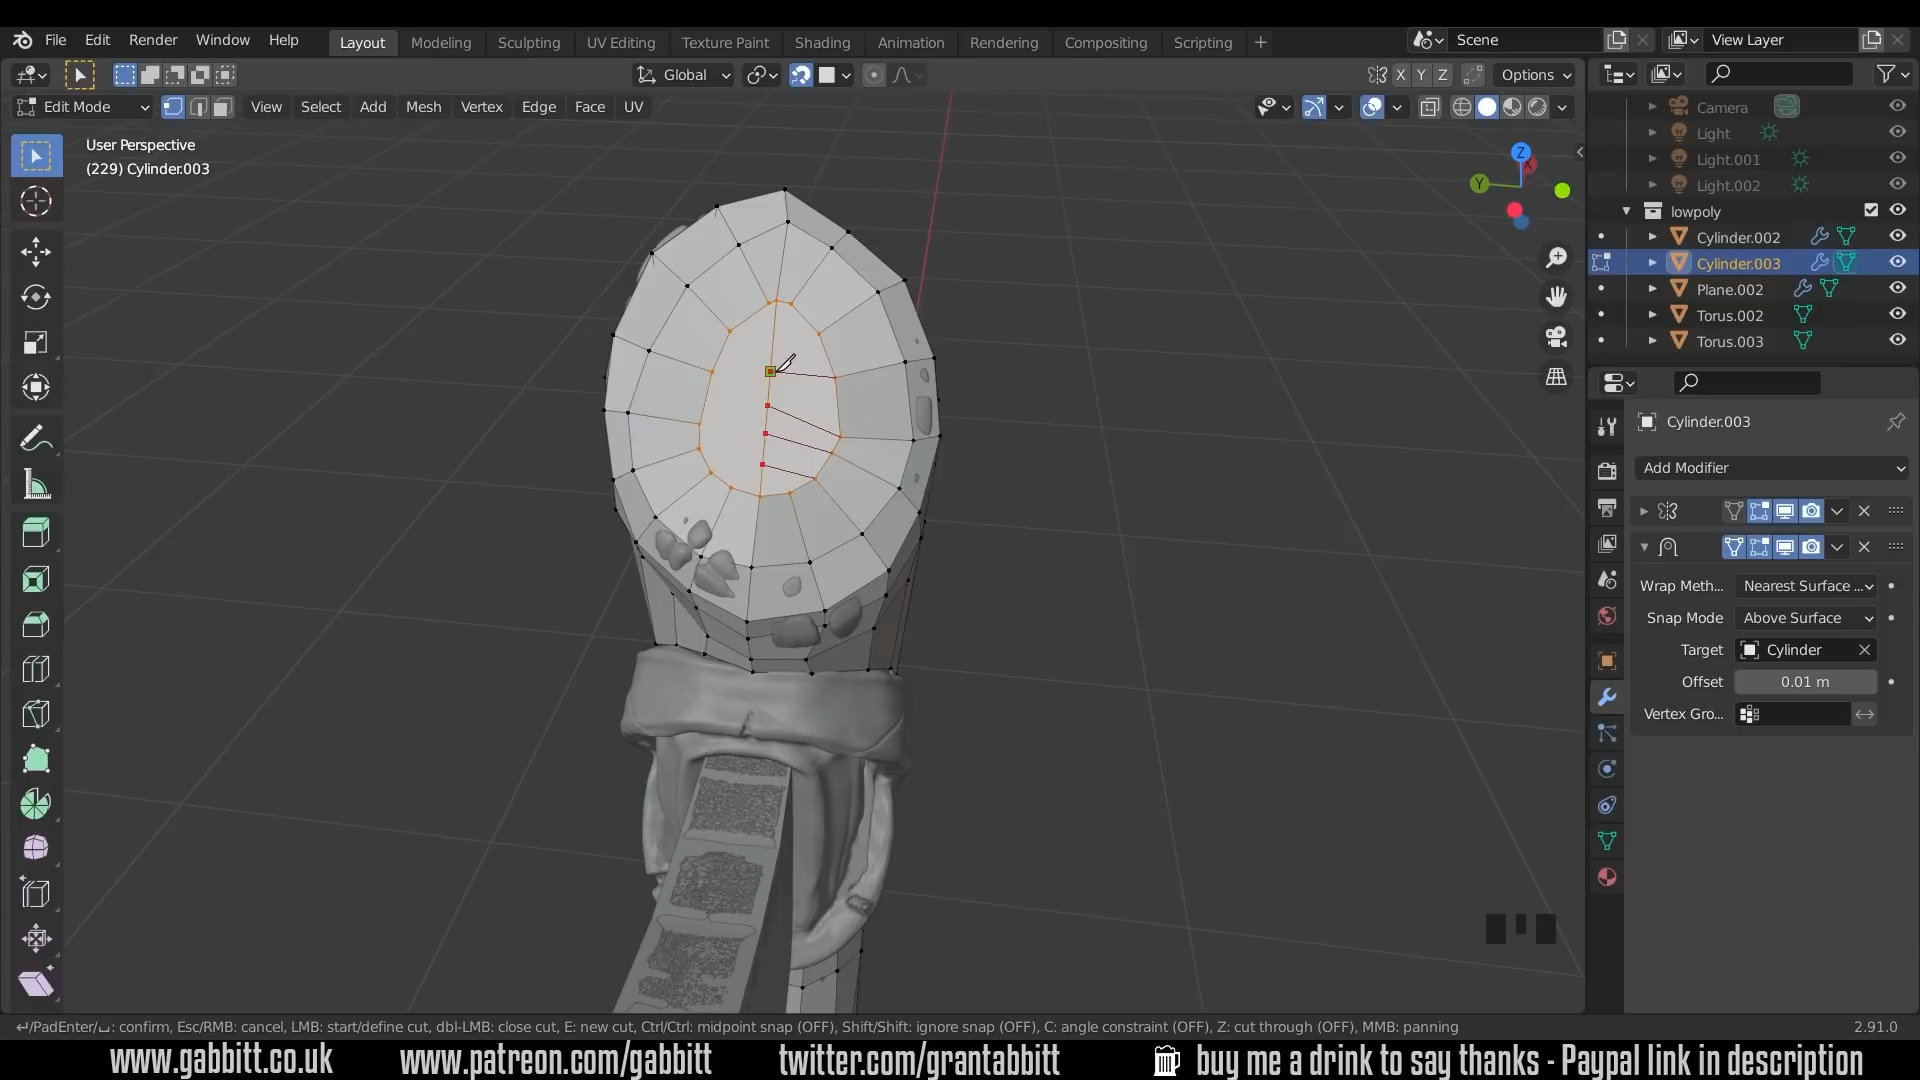 File Edit Render Window Help Layout Modeling Sculpting UV Editing Texture Paint Shading Animation Rendering Compositing Scripting + Scene View Layer
Global X Y Z Options
Edit Mode View Select Add Mesh Vertex Edge Face UV
User Perspective
(229) Cylinder.003
Z
X
Y
Camera
Light
Light.001
Light.002
lowpoly
Cylinder.002
Cylinder.003
Plane.002
Torus.002
Torus.003
Cylinder.003
Add Modifier
Wrap Meth... Nearest Surface ...
Snap Mode Above Surface
Target Cylinder
Offset 0.01 m
Vertex Gro...
↵/PadEnter/⎵: confirm, Esc/RMB: cancel, LMB: start/define cut, dbl-LMB: close cut, E: new cut, Ctrl/Ctrl: midpoint snap (OFF), Shift/Shift: ignore snap (OFF), C: angle constraint (OFF), Z: cut through (OFF), MMB: panning 2.91.0
www.gabbitt.co.uk www.patreon.com/gabbitt twitter.com/grantabbitt buy me a drink to say thanks - Paypal link in description